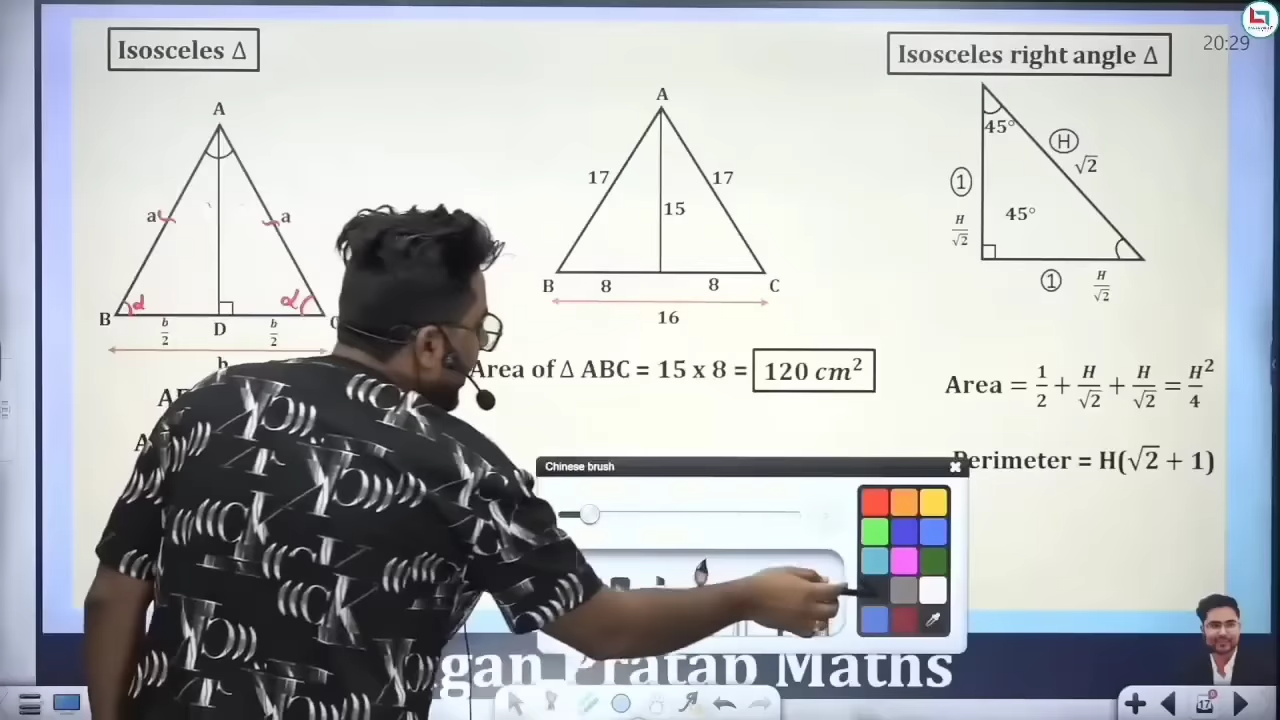 Isosceles Δ
A
a
a
α
α
B
b/2
D
b/2
A
17
17
15
B
8
8
C
16
Area of Δ ABC = 15 x 8 = 120 cm²
Isosceles right angle Δ
20:29
45°
H
√2
1
H/√2
45°
1
H/√2
Area = 1/2 + H/√2 + H/√2 = H²/4
Perimeter = H(√2 + 1)
Chinese brush
Pratap Maths
17